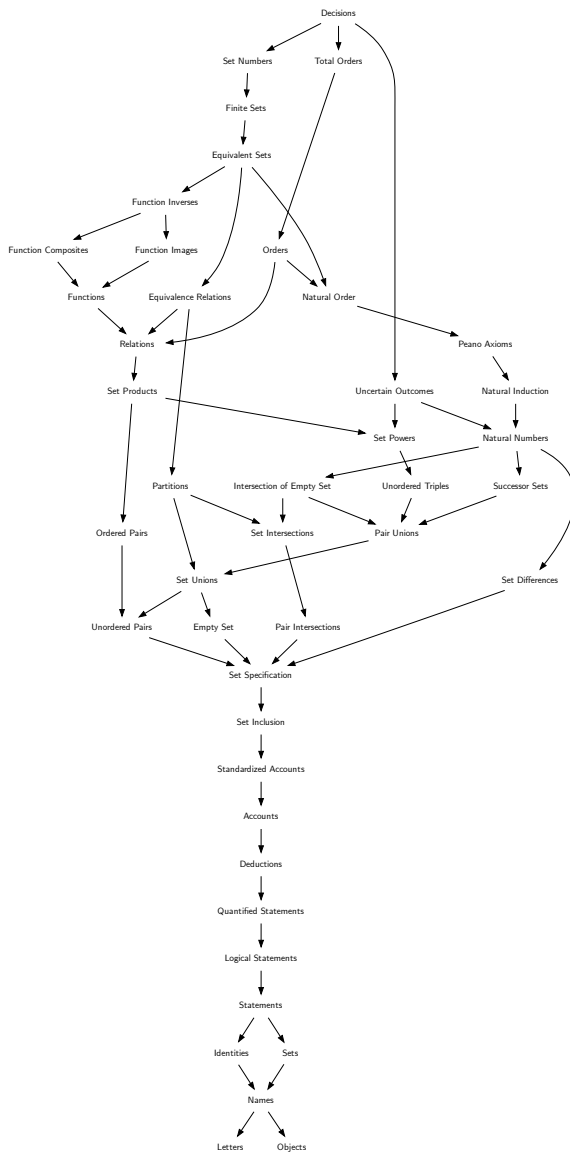 Decisions
Set Numbers
Total Orders
Finite Sets
Equivalent Sets
Function Inverses
Function Composites
Function Images
Orders
Functions
Equivalence Relations
Natural Order
Relations
Peano Axioms
Set Products
Uncertain Outcomes
Natural Induction
Set Powers
Natural Numbers
Partitions
Intersection of Empty Set
Unordered Triples
Successor Sets
Ordered Pairs
Set Intersections
Pair Unions
Set Unions
Set Differences
Unordered Pairs
Empty Set
Pair Intersections
Set Specification
Set Inclusion
Standardized Accounts
Accounts
Deductions
Quantified Statements
Logical Statements
Statements
Identities
Sets
Names
Letters
Objects